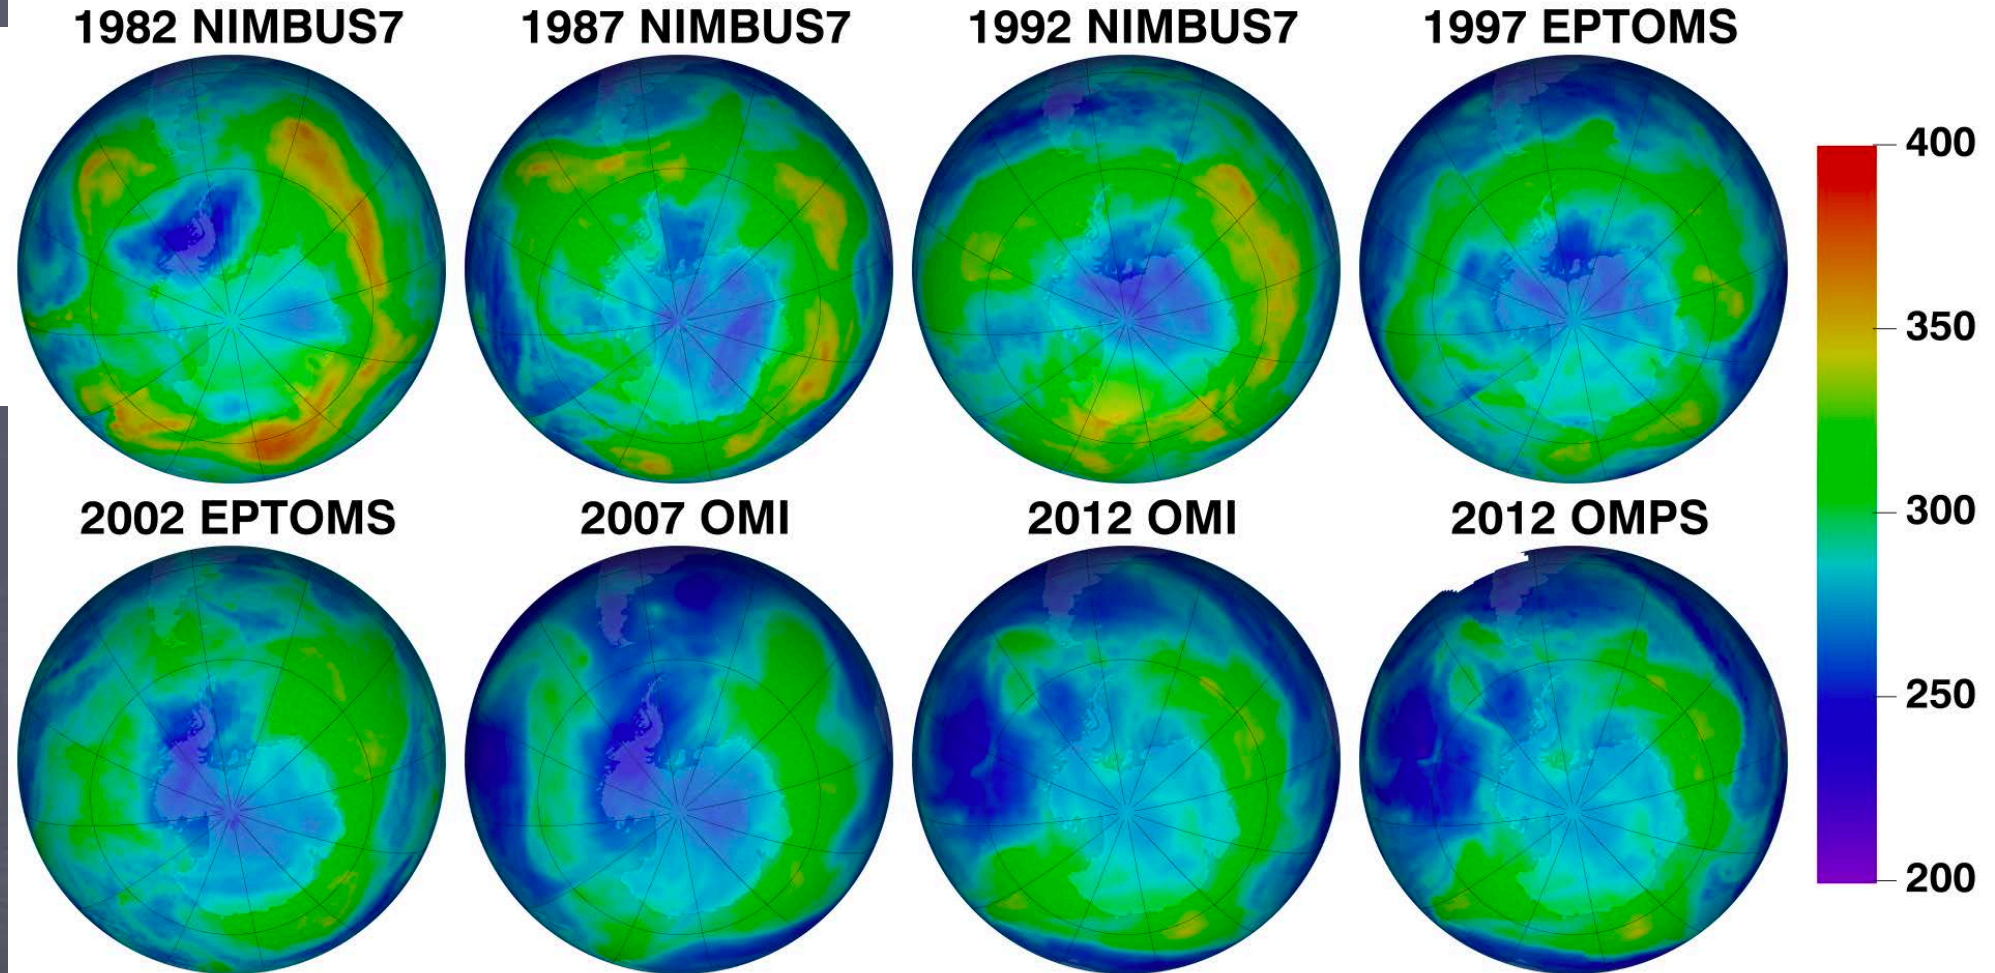 1982 NIMBUS7
1987 NIMBUS7
1992 NIMBUS7
1997 EPTOMS
400
350
300
250
200
2002 EPTOMS
2007 OMI
2012 OMI
2012 OMPS